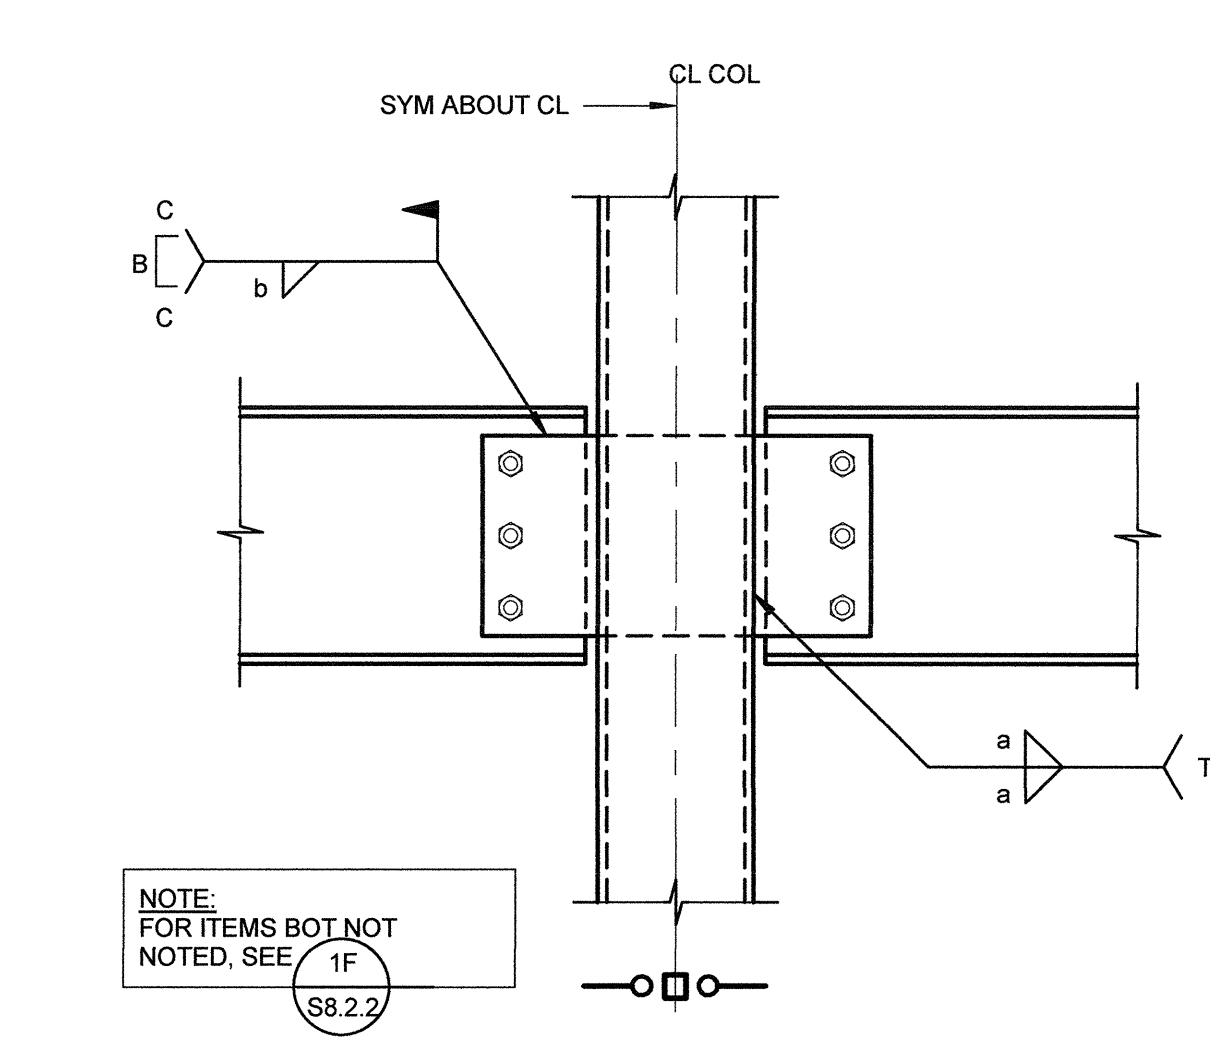 CL COL
SYM ABOUT CL
C
B
b
C
a
a
T
NOTE:
FOR ITEMS BOT NOT
NOTED, SEE
1F
S8.2.2